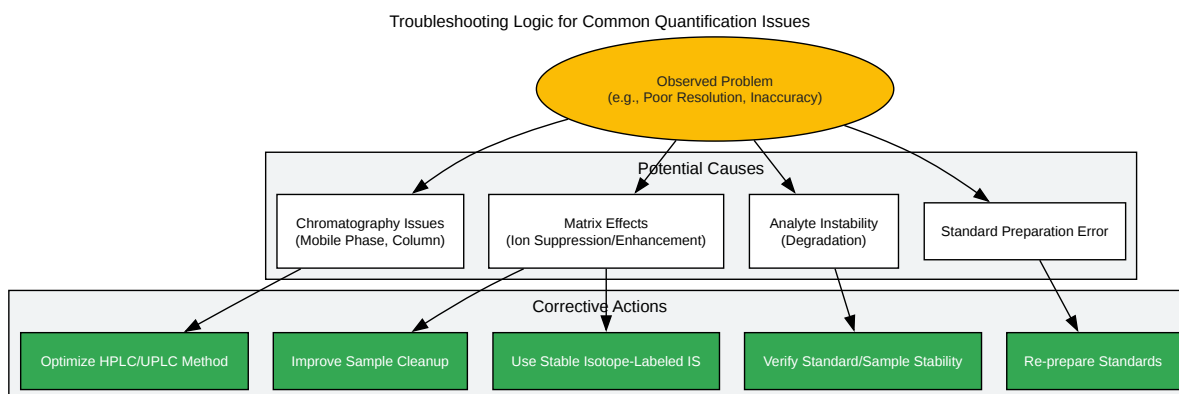 Troubleshooting Logic for Common Quantification Issues
Observed Problem
(e.g., Poor Resolution, Inaccuracy)
Potential Causes
Chromatography Issues
(Mobile Phase, Column)
Matrix Effects
(Ion Suppression/Enhancement)
Analyte Instability
(Degradation)
Standard Preparation Error
Corrective Actions
Optimize HPLC/UPLC Method
Improve Sample Cleanup
Use Stable Isotope-Labeled IS
Verify Standard/Sample Stability
Re-prepare Standards